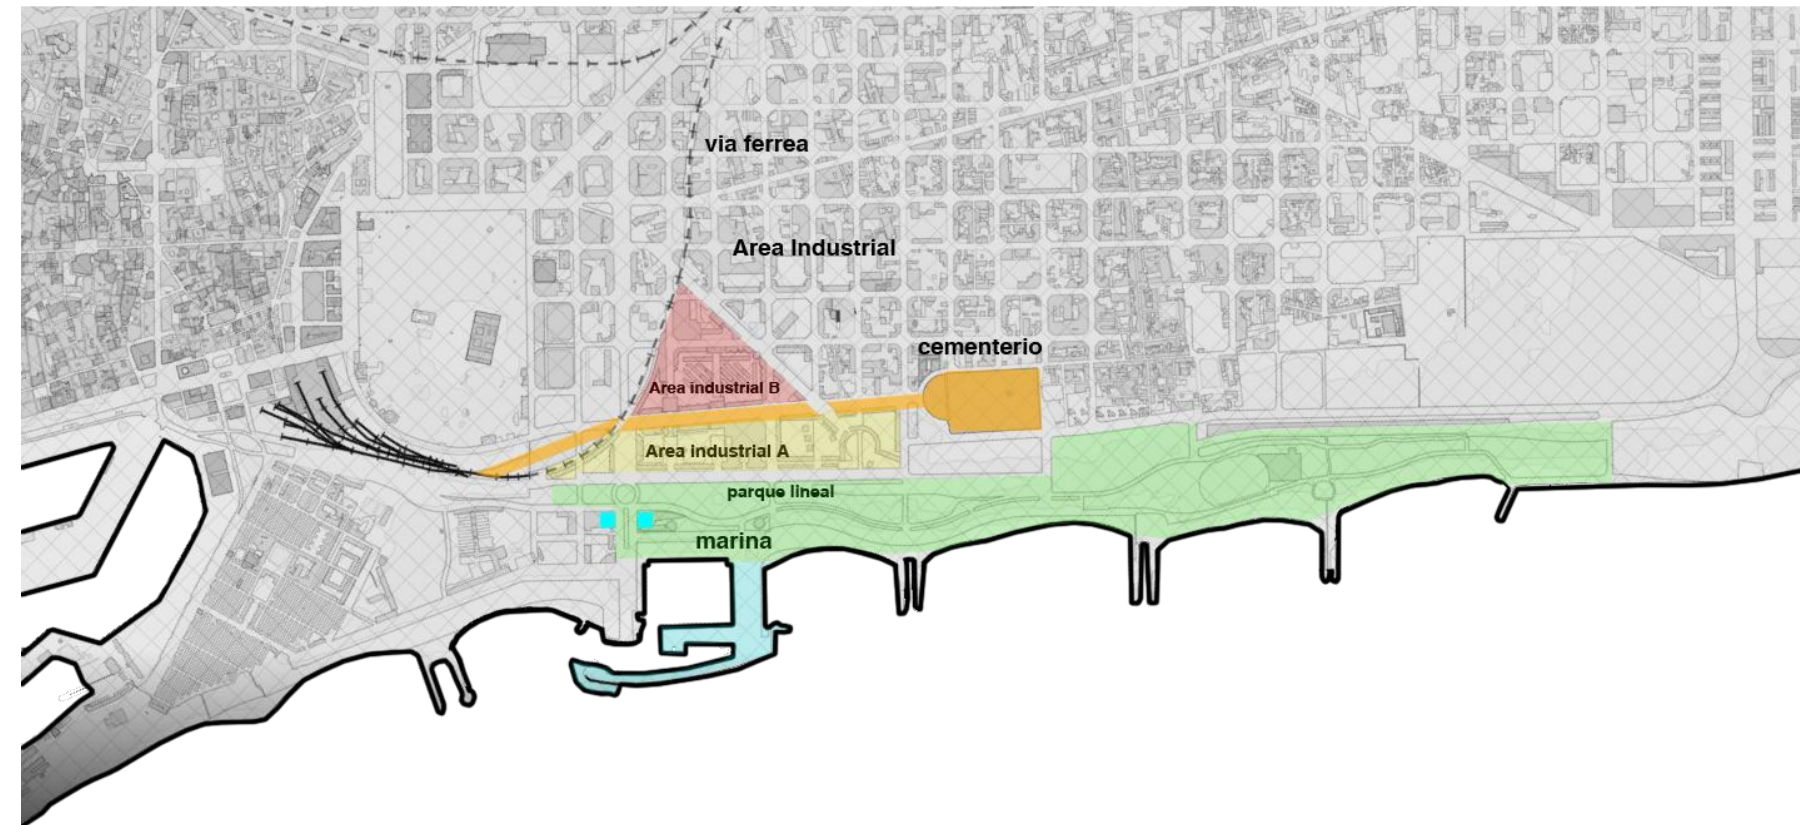 via ferrea
Area Industrial
cementerio
Area industrial B
Area industrial A
parque lineal
marina